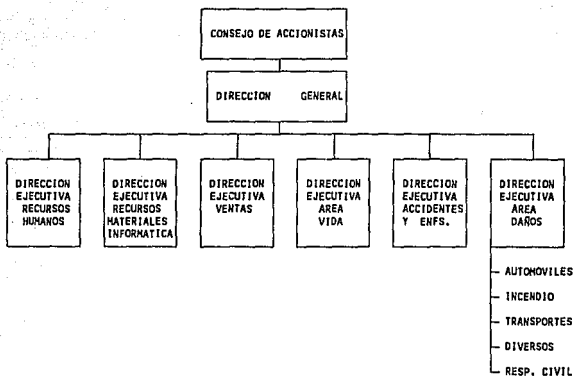 CONSEJO DE ACCIONISTAS
DIRECCION GENERAL
DIRECCION
EJECUTIVA
RECURSOS
HUMANOS
DIRECCION
EJECUTIVA
RECURSOS
MATERIALES
INFORMATICA
DIRECCION
EJECUTIVA
VENTAS
DIRECCION
EJECUTIVA
AREA
VIDA
DIRECCION
EJECUTIVA
ACCIDENTES
Y ENFS.
DIRECCION
EJECUTIVA
AREA
DAÑOS
AUTOMOVILES
INCENDIO
TRANSPORTES
DIVERSOS
RESP. CIVIL